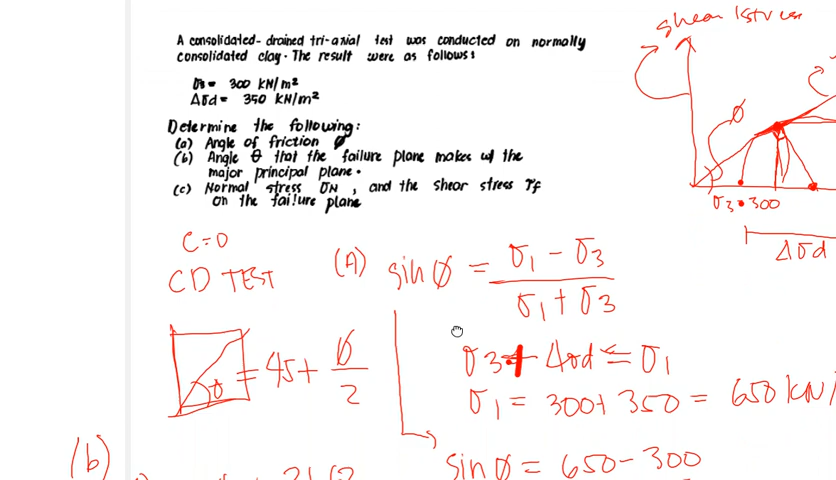 shear stress
A consolidated-drained tri-axial test was conducted on normally
consolidated clay. The result were as follows:
σ3 = 300 KN/m²
Δσd = 350 KN/m²
Determine the following:
(a) Angle of friction ϕ
(b) Angle θ that the failure plane makes w/ the
major principal plane.
(c) Normal stress σN, and the shear stress τf
on the failure plane
ϕ
σ3 = 300
Δσd
C=0
CD TEST
(A) sin ϕ = σ1 - σ3
σ1 + σ3
σ3 + Δσd = σ1
θ = 45 + ϕ
2
σ1 = 300 + 350 = 650 KN/
(b)
sin ϕ = 650 - 300